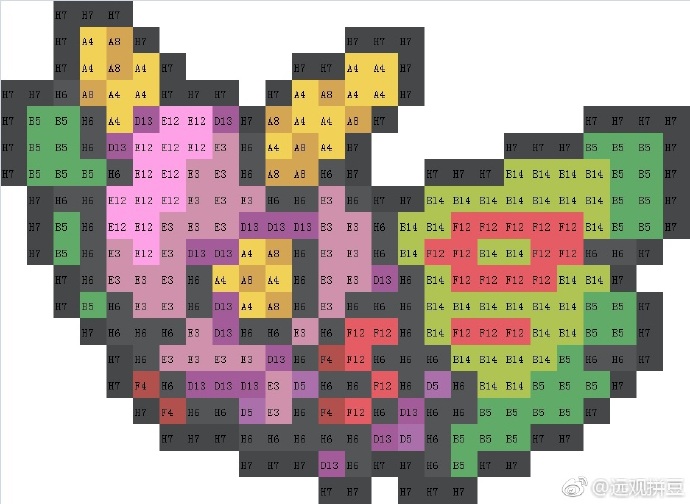 H7 H7 H7
H7 A4 A8 H7 H7 H7 H7
H7 A4 A8 A4 H7 H7 H7 A4 A4 H7
H7 H7 H6 A8 A4 A4 H7 H7 H7 H7 A4 A8 A4 A4 H7
H7 B5 B5 H6 A4 D13 E12 E12 D13 H7 A8 A4 A4 A8 H7 H7 H7 H7
H7 B5 B5 H6 D13 E12 E12 E12 E3 H6 A8 A4 A4 H7 H7 H7 H7 B5 B5 B5 H7
H7 B5 B5 B5 H6 E12 E12 E3 E3 H6 A8 A8 H6 H7 H7 H7 H7 B14 B14 B14 B14 B5 B5 H7
H7 H6 H6 E12 E12 E12 E3 E3 E3 H6 H6 E3 H6 H7 H7 B14 B14 B14 B14 B14 B14 B14 B5 B5 H7
H7 B5 H6 E12 E12 E3 E3 E3 D13 D13 D13 E3 E3 H6 B14 B14 F12 F12 F12 F12 F12 B14 B5 B5 H7
H7 B5 H6 E3 E12 E3 D13 D13 A4 A8 H6 E3 E3 H6 B14 F12 F12 B14 B14 F12 F12 H6 H6 H7
H7 H6 E3 E3 E3 H6 A4 A8 A4 H6 E3 E3 D13 H6 B14 F12 F12 F12 F12 B14 B14 H7
H7 B5 H6 E3 E3 H6 D13 A4 A8 H6 E3 H6 H6 H6 B14 B14 B14 B14 B14 B14 B5 B5 H7
H7 H6 H6 H6 E3 D13 H6 H6 E3 H6 F12 F12 H6 B14 F12 F12 F12 B14 B14 B5 B5 H7
H7 H6 E3 E3 E3 E3 D13 H6 F4 F12 H6 H6 H6 B14 B14 B14 B14 B5 H6 H6 H7
H7 F4 H6 D13 D13 D13 E3 D5 H6 H6 F12 H6 D5 H6 B14 B14 B5 B5 B5 H7
H7 F4 H6 H6 D5 E3 H6 F4 F12 H6 D13 H6 H6 B5 B5 B5 B5 H7
H7 H7 H7 H6 H6 H6 H6 H6 D13 D5 H6 B5 B5 B5 H7 H7
H7 H7 H7 D13 H6 H6 H6 H6 B5 H7 H7
H7 H7 H7 H7 H7
@远观拼豆